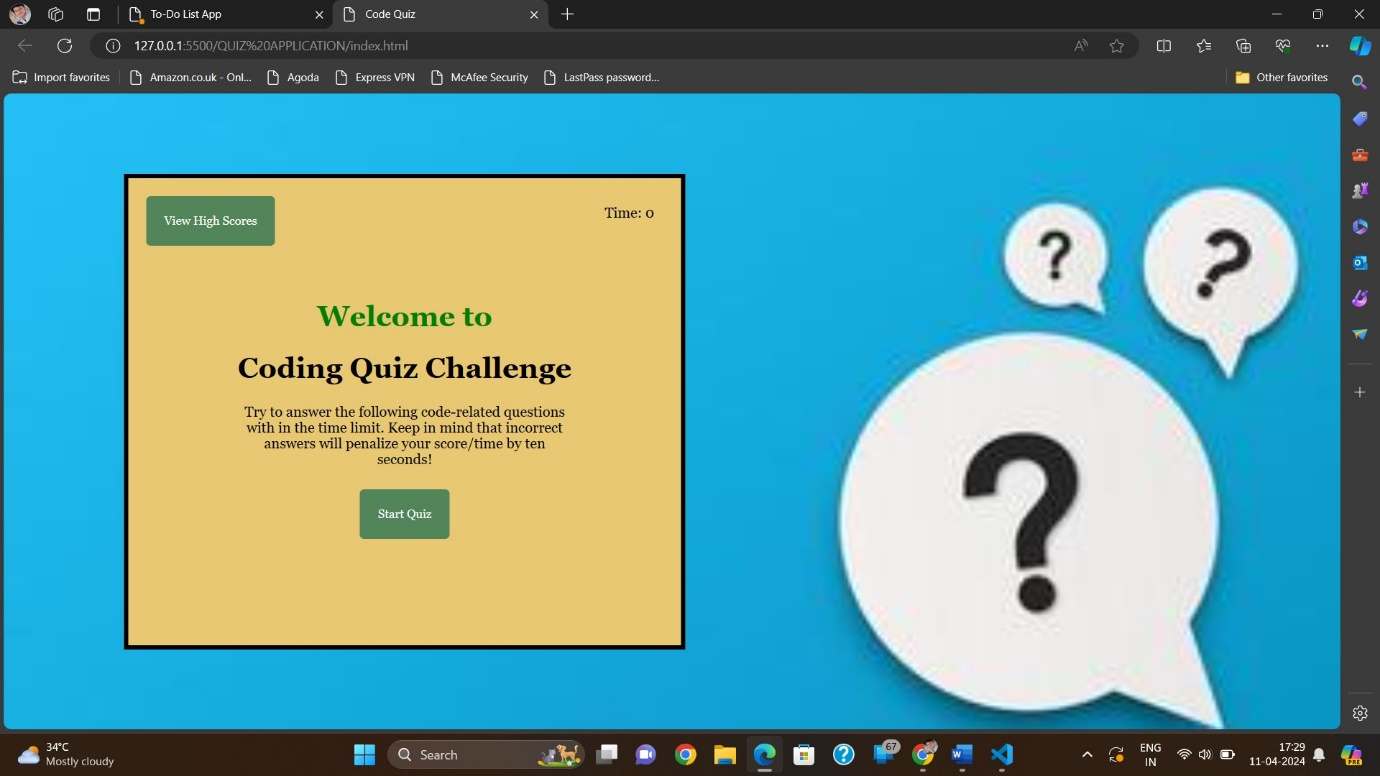 To-Do List App
Code Quiz
127.0.0.1:5500/QUIZ%20APPLICATION/index.html
Import favorites
Amazon.co.uk - Onl...
Agoda
Express VPN
McAfee Security
LastPass password...
Other favorites
View High Scores
Time: 0
Welcome to
Coding Quiz Challenge
Try to answer the following code-related questions
with in the time limit. Keep in mind that incorrect
answers will penalize your score/time by ten
seconds!
Start Quiz
?
?
?
34°C
Mostly cloudy
Search
67
ENG
IN
17:29
11-04-2024
PRE